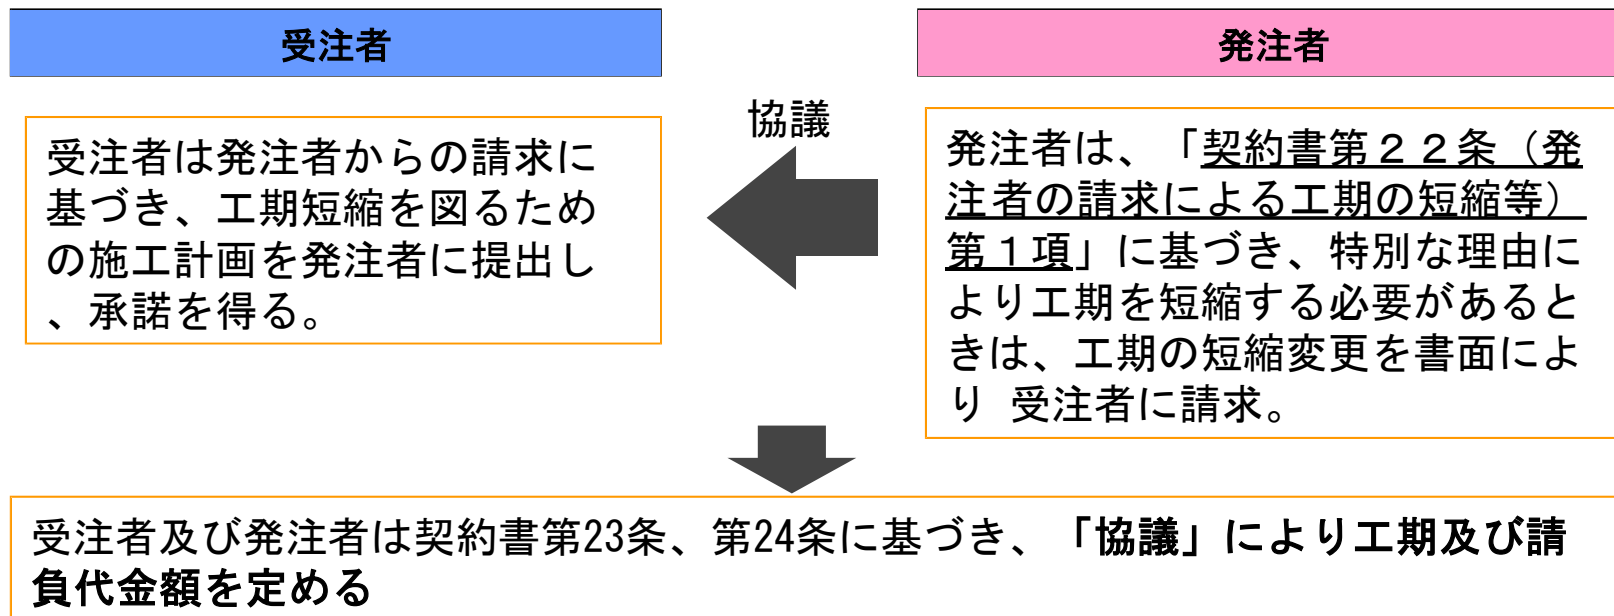 受注者
発注者
協議
受注者は発注者からの請求に
基づき、工期短縮を図るため
の施工計画を発注者に提出し
、承諾を得る。
発注者は、「契約書第２２条（発
注者の請求による工期の短縮等）
第１項」に基づき、特別な理由に
より工期を短縮する必要があると
きは、工期の短縮変更を書面によ
り 受注者に請求。
受注者及び発注者は契約書第23条、第24条に基づき、「協議」により工期及び請
負代金額を定める